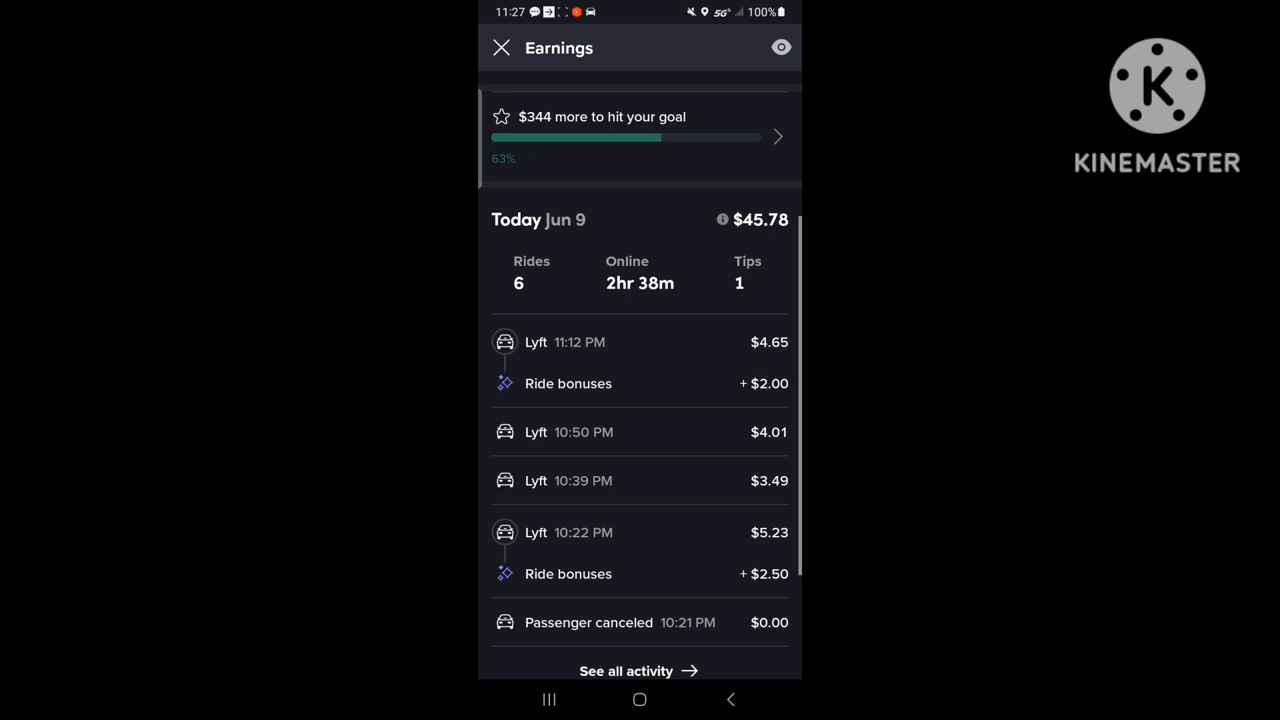 11:27 5G+ 100%
Earnings
$344 more to hit your goal
63%
Today Jun 9 $45.78
Rides Online Tips
6 2hr 38m 1
Lyft 11:12 PM $4.65
Ride bonuses + $2.00
Lyft 10:50 PM $4.01
Lyft 10:39 PM $3.49
Lyft 10:22 PM $5.23
Ride bonuses + $2.50
Passenger canceled 10:21 PM $0.00
See all activity →
K
KINEMASTER